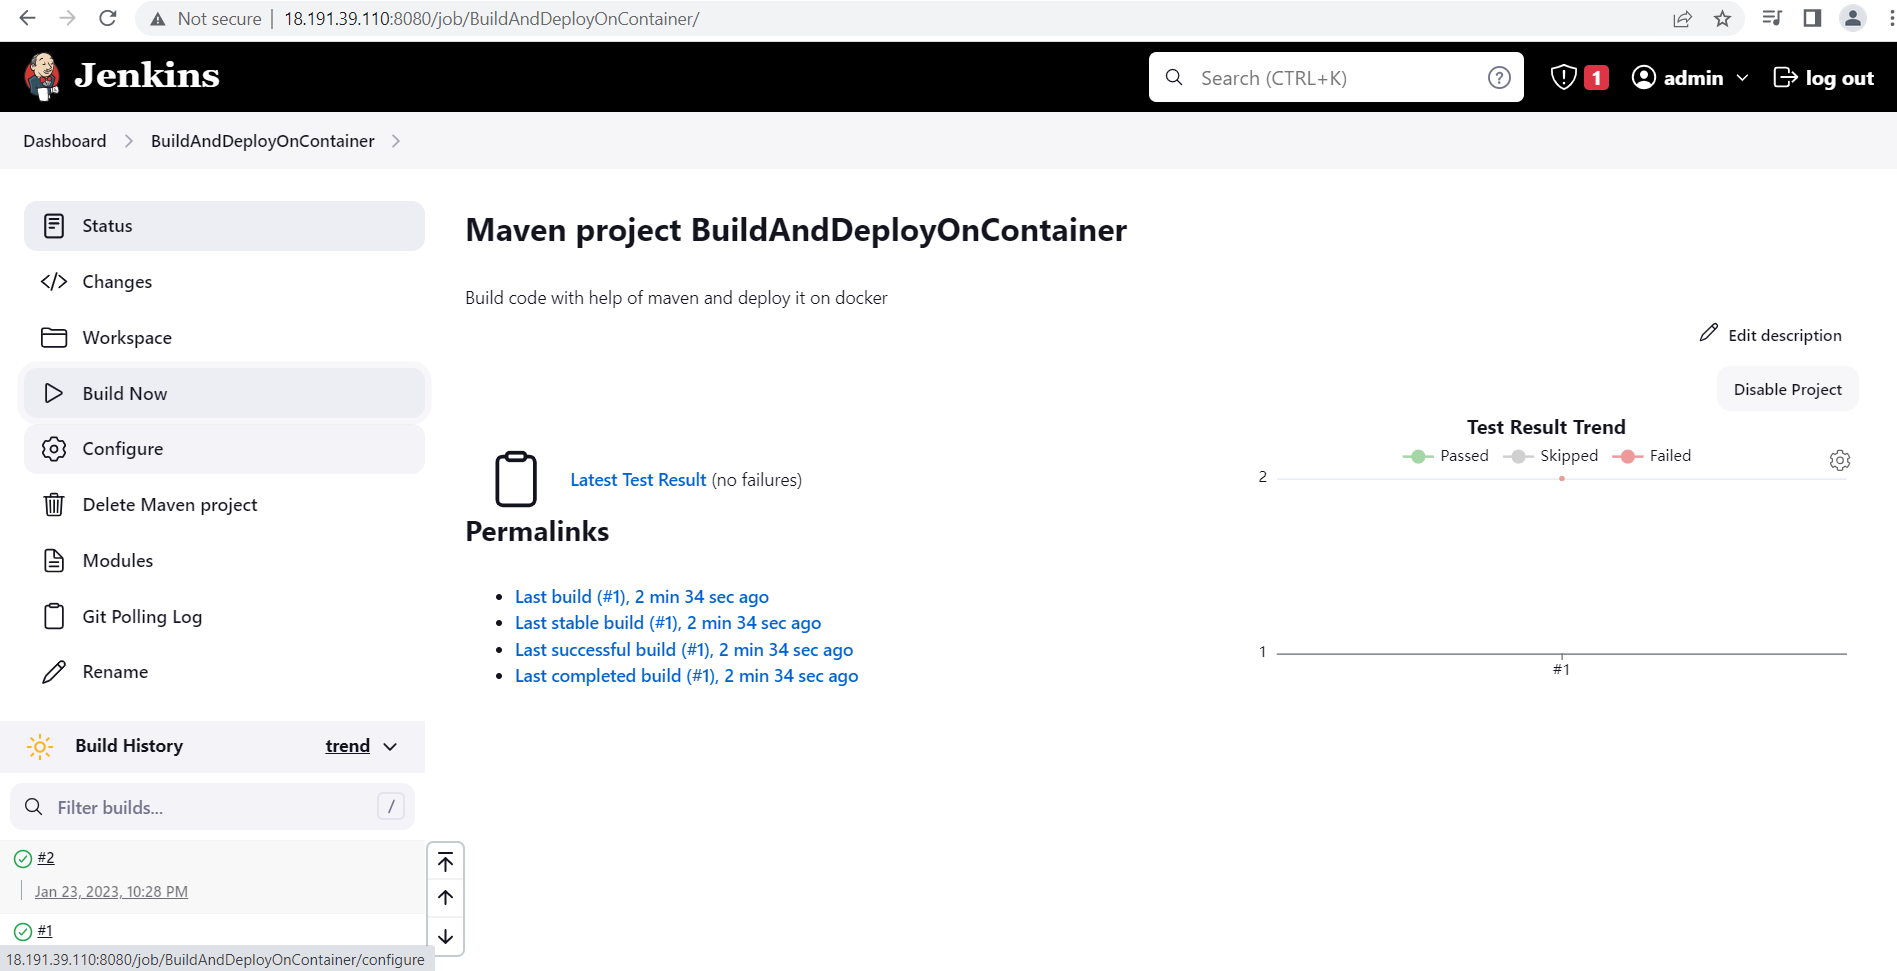 Not secure | 18.191.39.110:8080/job/BuildAndDeployOnContainer/
Jenkins
Search (CTRL+K)
?
1
admin
log out
Dashboard
BuildAndDeployOnContainer
Status
Changes
Workspace
Build Now
Configure
Delete Maven project
Modules
Git Polling Log
Rename
Build History
trend
Filter builds...
/
#2
Jan 23, 2023, 10:28 PM
#1
18.191.39.110:8080/job/BuildAndDeployOnContainer/configure
Maven project BuildAndDeployOnContainer
Build code with help of maven and deploy it on docker
Edit description
Disable Project
Latest Test Result (no failures)
Permalinks
Last build (#1), 2 min 34 sec ago
Last stable build (#1), 2 min 34 sec ago
Last successful build (#1), 2 min 34 sec ago
Last completed build (#1), 2 min 34 sec ago
Test Result Trend
Passed Skipped Failed
2
1
#1